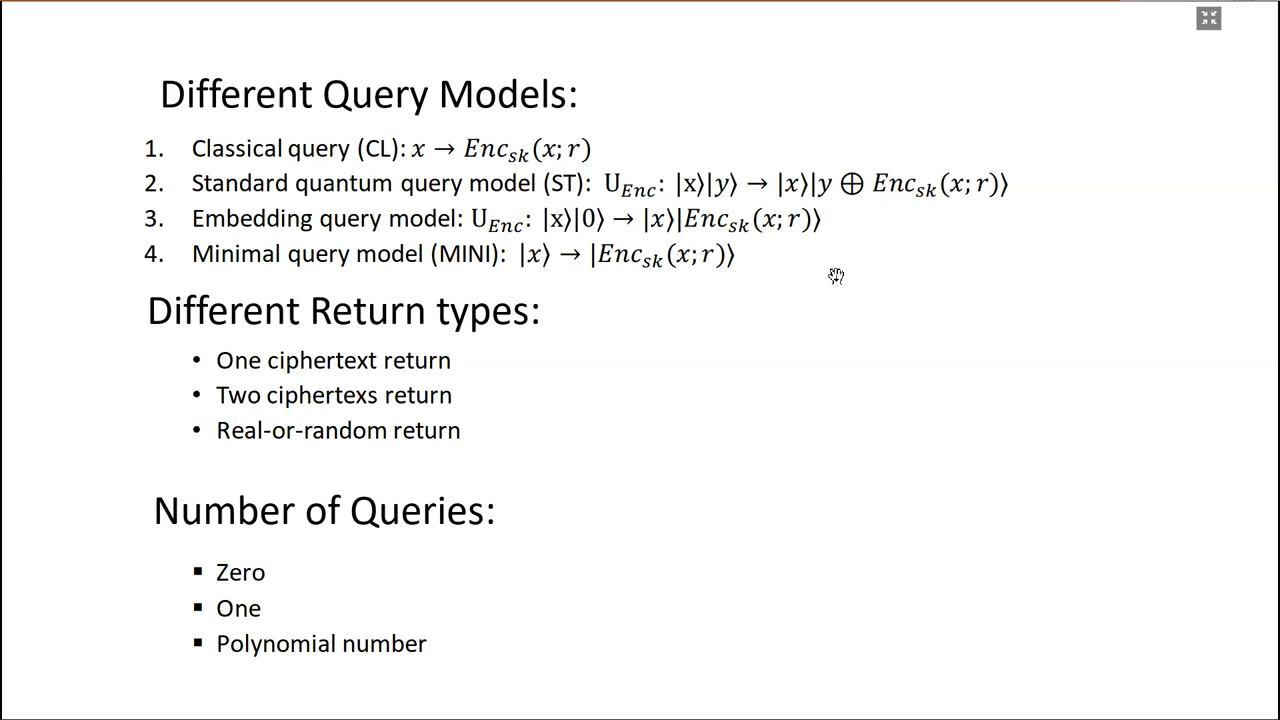 Different Query Models:
1. Classical query (CL): x → Enc_sk(x; r)
2. Standard quantum query model (ST): U_Enc: |x⟩|y⟩ → |x⟩|y ⊕ Enc_sk(x; r)⟩
3. Embedding query model: U_Enc: |x⟩|0⟩ → |x⟩|Enc_sk(x; r)⟩
4. Minimal query model (MINI): |x⟩ → |Enc_sk(x; r)⟩
Different Return types:
• One ciphertext return
• Two ciphertexs return
• Real-or-random return
Number of Queries:
▪ Zero
▪ One
▪ Polynomial number